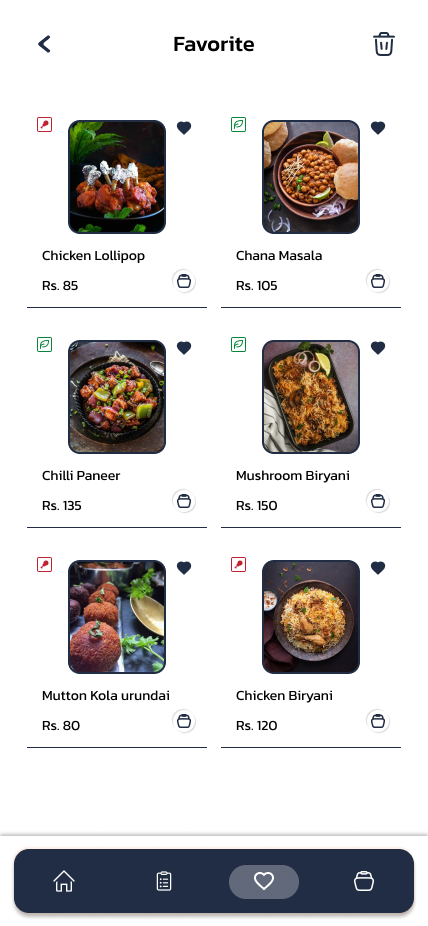 Favorite
Chicken Lollipop
Rs. 85
Chana Masala
Rs. 105
Chilli Paneer
Rs. 135
Mushroom Biryani
Rs. 150
Mutton Kola urundai
Rs. 80
Chicken Biryani
Rs. 120